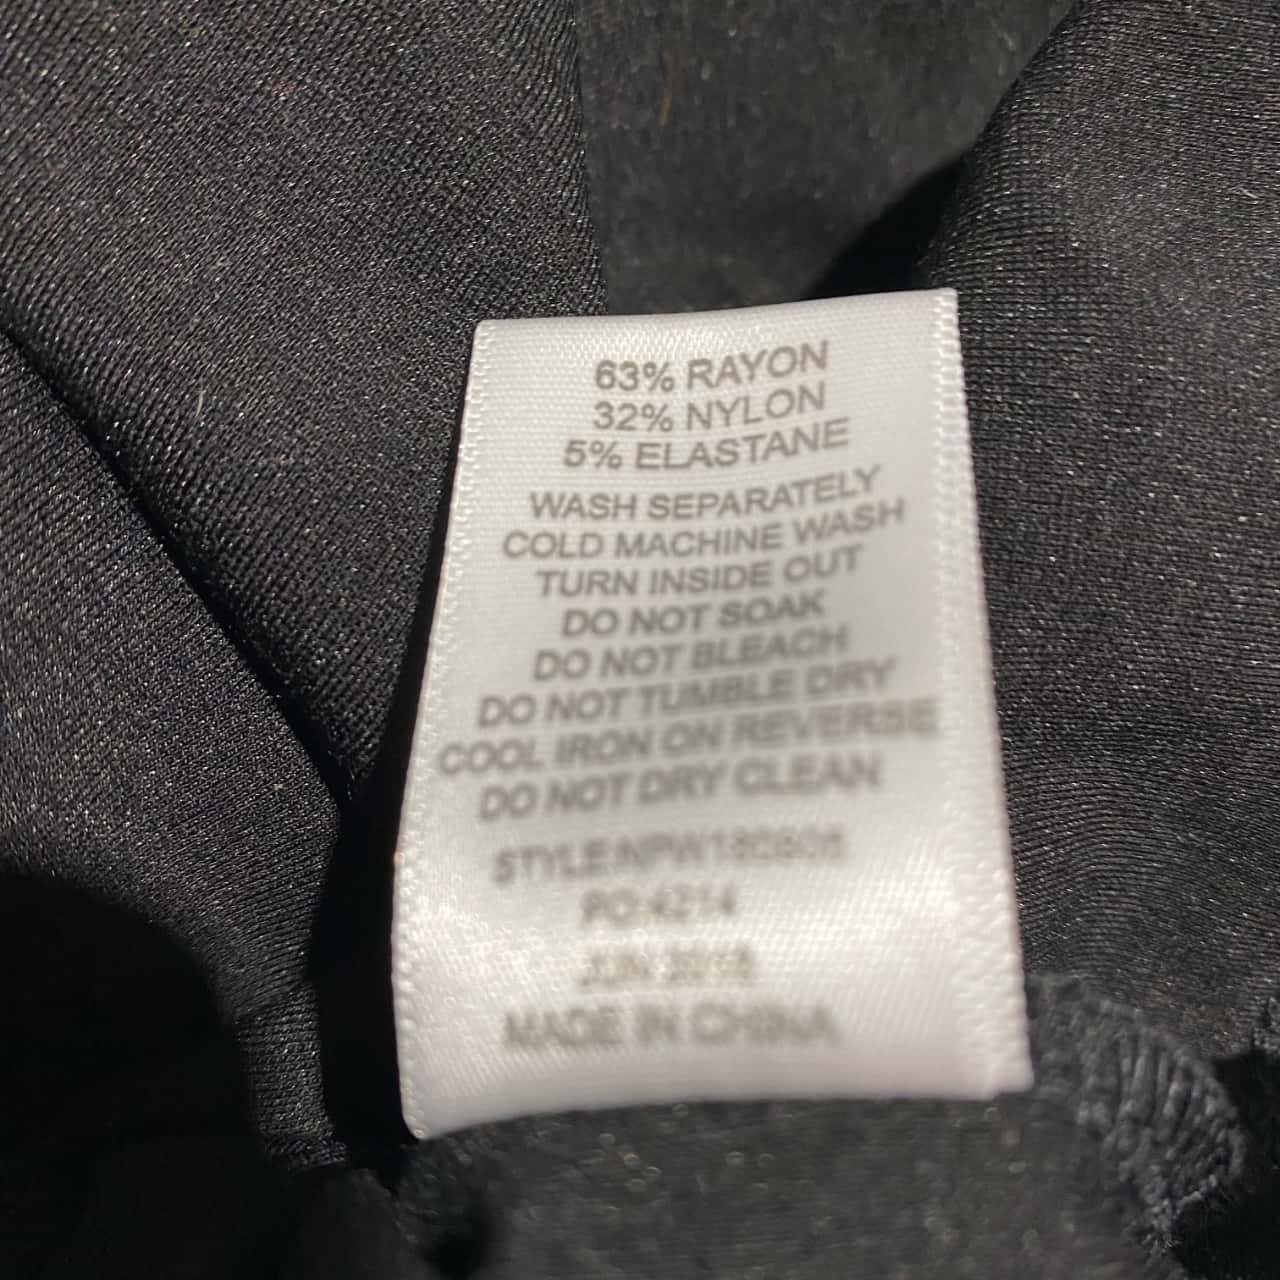 63% RAYON
32% NYLON
5% ELASTANE
WASH SEPARATELY
COLD MACHINE WASH
TURN INSIDE OUT
DO NOT SOAK
DO NOT BLEACH
DO NOT TUMBLE DRY
COOL IRON ON REVERSE
DO NOT DRY CLEAN
PO 4214
MADE IN CHINA